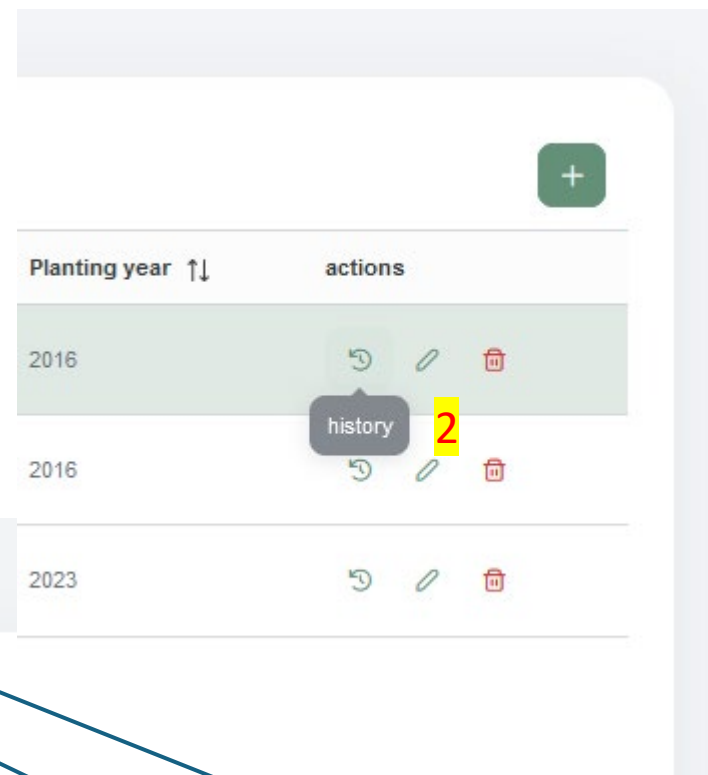 +
Planting year ↑↓ actions
2016
history 2
2016
2023